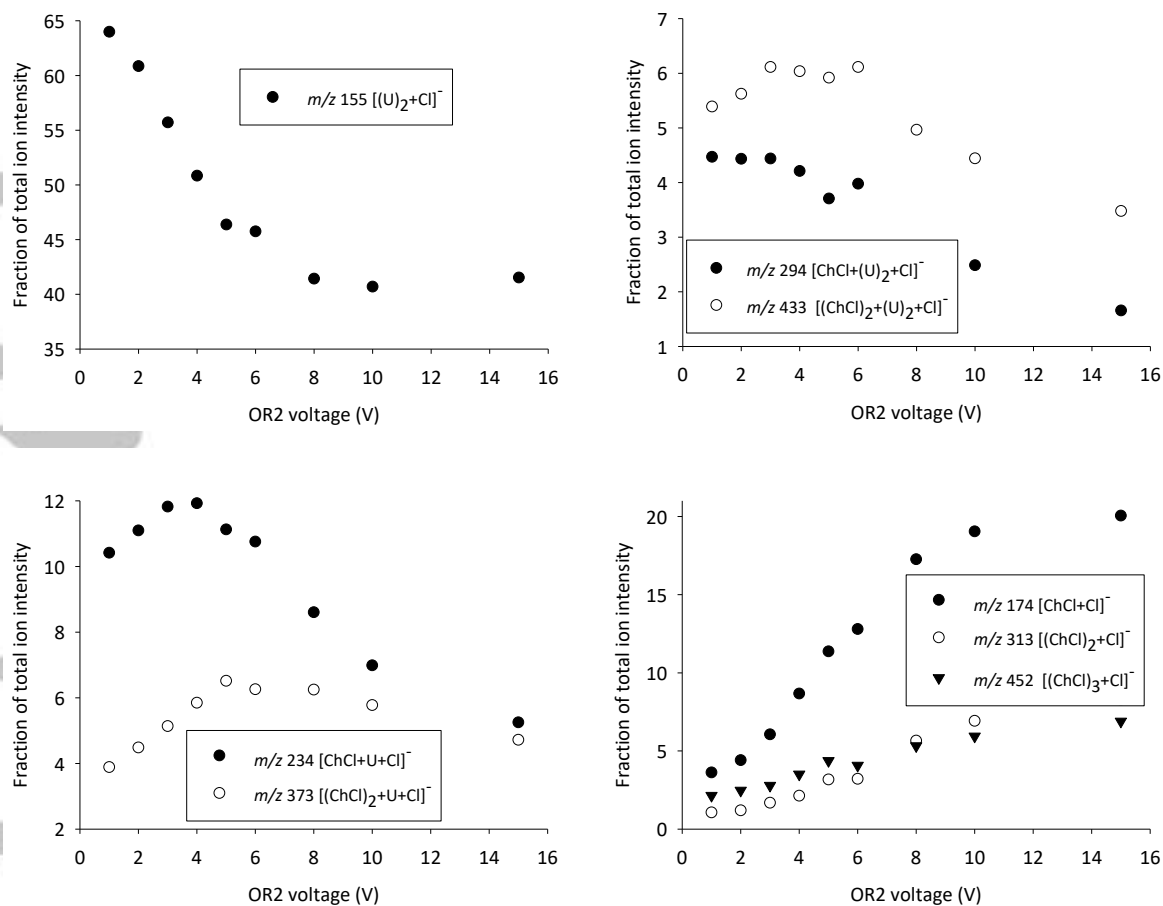 65
60
55
50
45
40
35
0 2 4 6 8 10 12 14 16
Fraction of total ion intensity
OR2 voltage (V)
m/z 155 [(U)2+Cl]-
7
6
5
4
3
2
1
0 2 4 6 8 10 12 14 16
Fraction of total ion intensity
OR2 voltage (V)
m/z 294 [ChCl+(U)2+Cl]-
m/z 433 [(ChCl)2+(U)2+Cl]-
12
10
8
6
4
2
0 2 4 6 8 10 12 14 16
Fraction of total ion intensity
OR2 voltage (V)
m/z 234 [ChCl+U+Cl]-
m/z 373 [(ChCl)2+U+Cl]-
20
15
10
5
0
0 2 4 6 8 10 12 14 16
Fraction of total ion intensity
OR2 voltage (V)
m/z 174 [ChCl+Cl]-
m/z 313 [(ChCl)2+Cl]-
m/z 452 [(ChCl)3+Cl]-